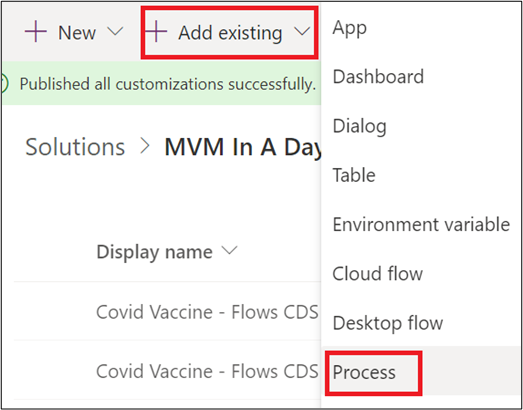 + New
+ Add existing
Published all customizations successfully.
Solutions > MVM In A Day
Display name
Covid Vaccine - Flows CDS
Covid Vaccine - Flows CDS
App
Dashboard
Dialog
Table
Environment variable
Cloud flow
Desktop flow
Process